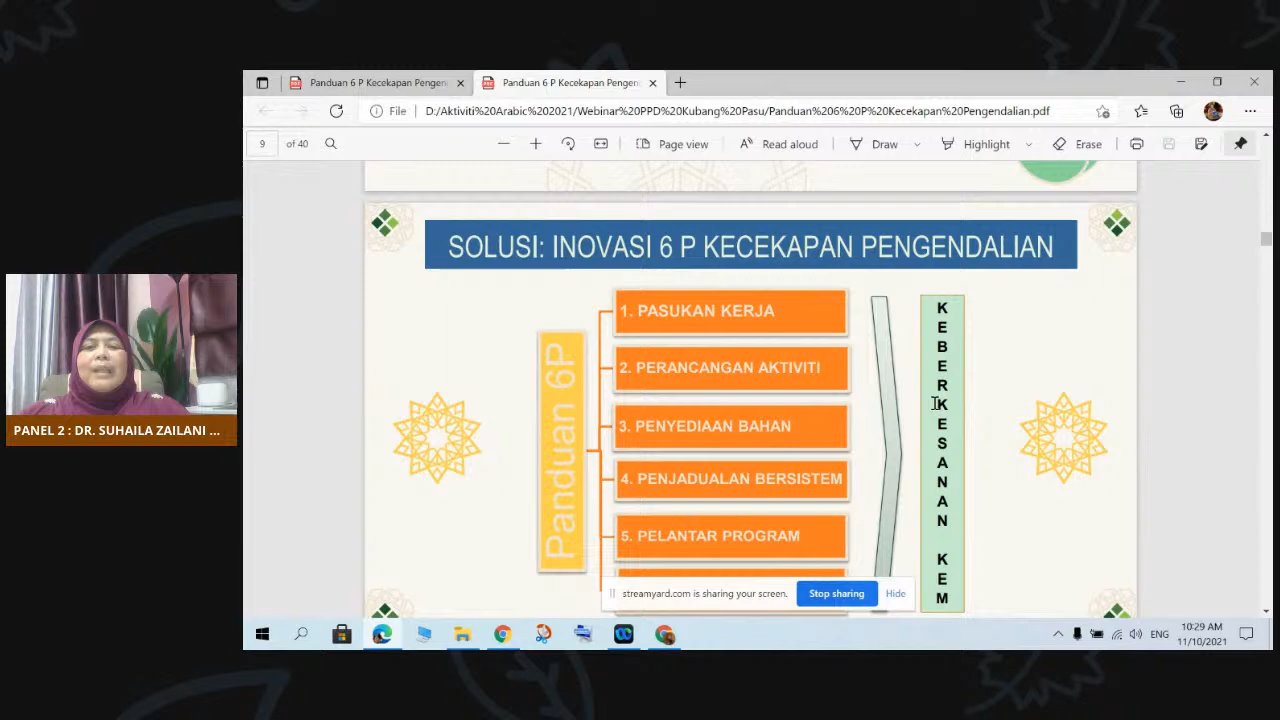 Panduan 6 P Kecekapan Pengen
Panduan 6 P Kecekapan Pengen
File
D:/Aktiviti%20Arabic%202021/Webinar%20PPD%20Kubang%20Pasu/Panduan%206%20P%20Kecekapan%20Pengendalian.pdf
9 of 40
Page view
Read aloud
Draw
Highlight
Erase
SOLUSI: INOVASI 6 P KECEKAPAN PENGENDALIAN
Panduan 6P
1. PASUKAN KERJA
2. PERANCANGAN AKTIVITI
3. PENYEDIAAN BAHAN
4. PENJADUALAN BERSISTEM
5. PELANTAR PROGRAM
KEBERKESANAN KEM
PANEL 2 : DR. SUHAILA ZAILANI ...
streamyard.com is sharing your screen.
Stop sharing
Hide
ENG
10:29 AM
11/10/2021